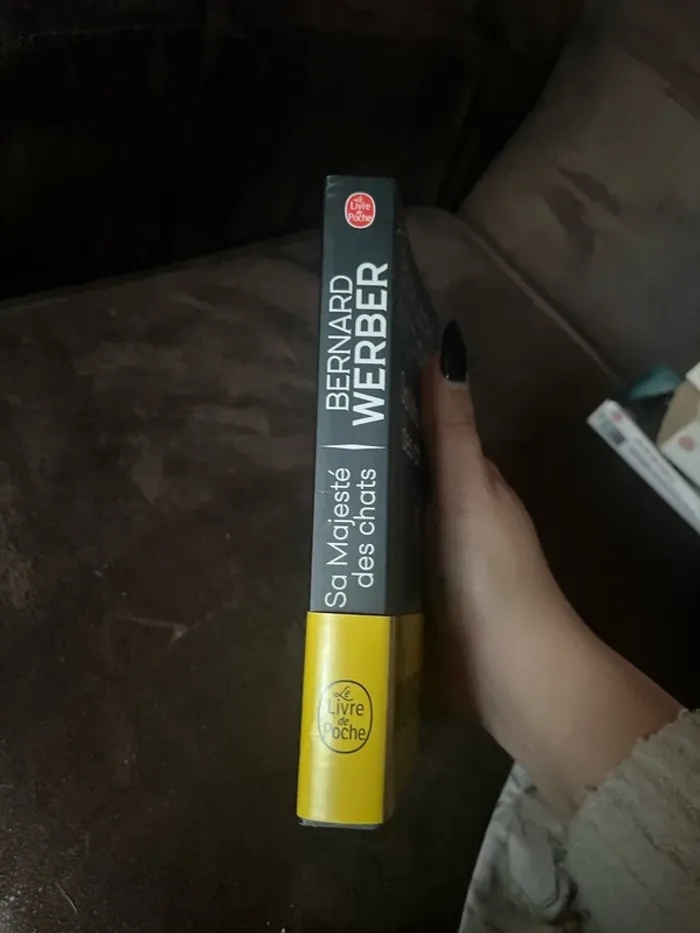 Le
Livre
de
Poche
BERNARD
WERBER
Sa Majesté
des chats
Le
Livre
de
Poche